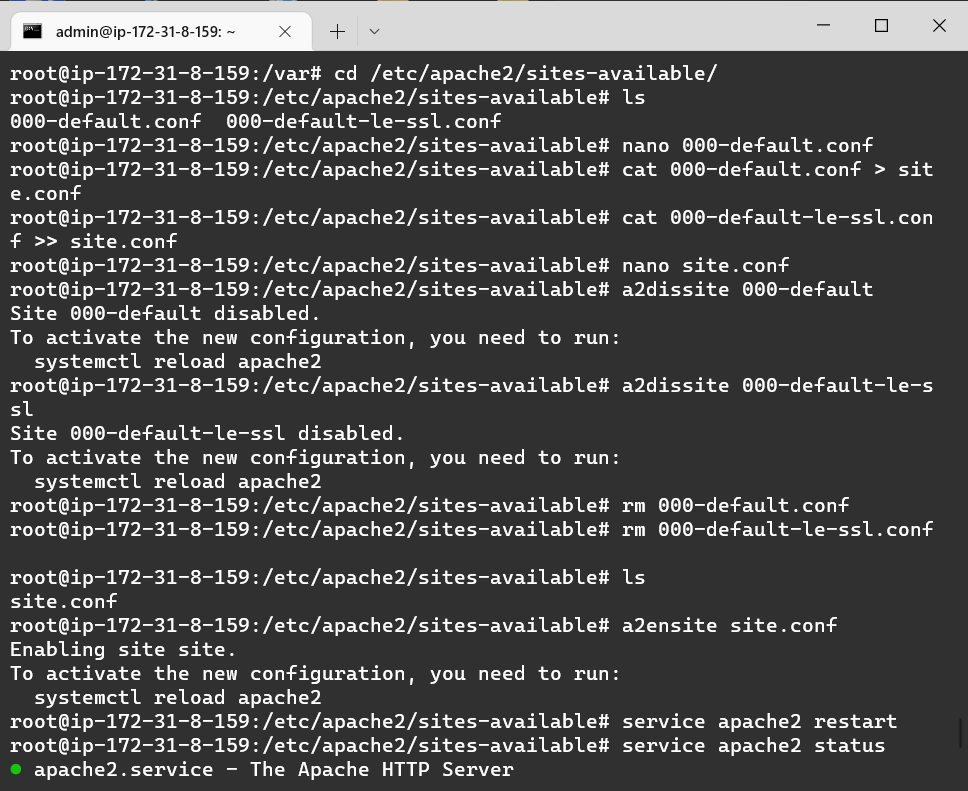 admin@ip-172-31-8-159: ~
root@ip-172-31-8-159:/var# cd /etc/apache2/sites-available/
root@ip-172-31-8-159:/etc/apache2/sites-available# ls
000-default.conf  000-default-le-ssl.conf
root@ip-172-31-8-159:/etc/apache2/sites-available# nano 000-default.conf
root@ip-172-31-8-159:/etc/apache2/sites-available# cat 000-default.conf > sit
e.conf
root@ip-172-31-8-159:/etc/apache2/sites-available# cat 000-default-le-ssl.con
f >> site.conf
root@ip-172-31-8-159:/etc/apache2/sites-available# nano site.conf
root@ip-172-31-8-159:/etc/apache2/sites-available# a2dissite 000-default
Site 000-default disabled.
To activate the new configuration, you need to run:
  systemctl reload apache2
root@ip-172-31-8-159:/etc/apache2/sites-available# a2dissite 000-default-le-s
sl
Site 000-default-le-ssl disabled.
To activate the new configuration, you need to run:
  systemctl reload apache2
root@ip-172-31-8-159:/etc/apache2/sites-available# rm 000-default.conf
root@ip-172-31-8-159:/etc/apache2/sites-available# rm 000-default-le-ssl.conf
root@ip-172-31-8-159:/etc/apache2/sites-available# ls
site.conf
root@ip-172-31-8-159:/etc/apache2/sites-available# a2ensite site.conf
Enabling site site.
To activate the new configuration, you need to run:
  systemctl reload apache2
root@ip-172-31-8-159:/etc/apache2/sites-available# service apache2 restart
root@ip-172-31-8-159:/etc/apache2/sites-available# service apache2 status
● apache2.service - The Apache HTTP Server